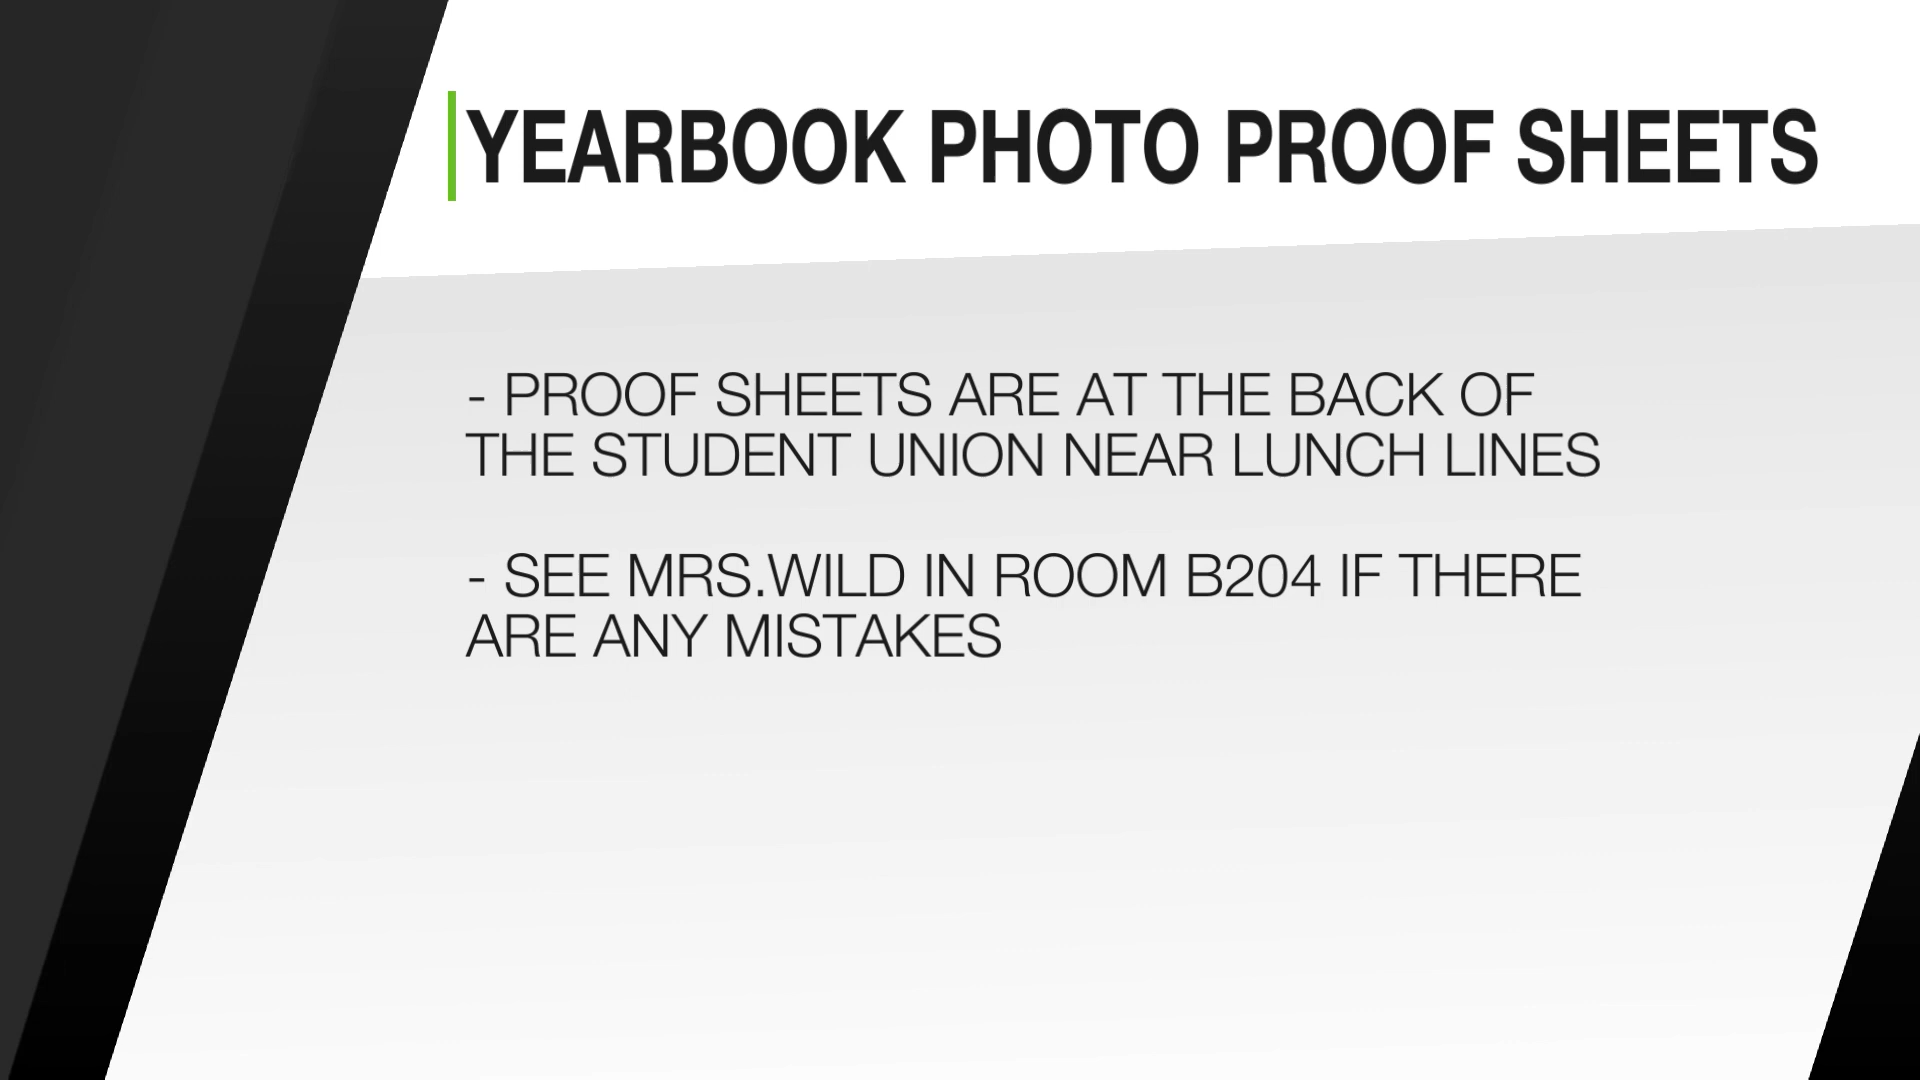 YEARBOOK PHOTO PROOF SHEETS
- PROOF SHEETS ARE AT THE BACK OF
THE STUDENT UNION NEAR LUNCH LINES
- SEE MRS.WILD IN ROOM B204 IF THERE
ARE ANY MISTAKES